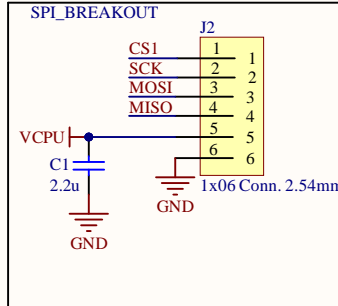 SPI_BREAKOUT
J2
CS1 1 1
SCK 2 2
MOSI 3 3
MISO 4 4
VCPU 5 5
6 6
C1
2.2u
GND
1x06 Conn. 2.54mm
GND